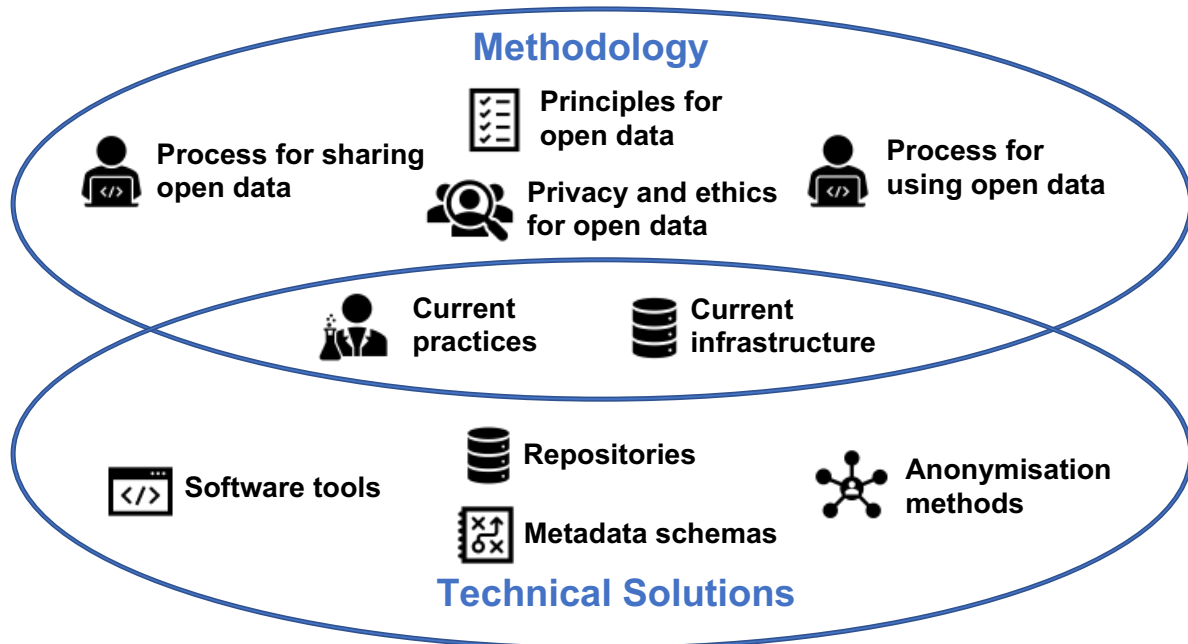 Methodology
Principles for
open data
Process for sharing
open data
Process for
using open data
Privacy and ethics
for open data
Current
practices
Current
infrastructure
Repositories
Software tools
Anonymisation
methods
Metadata schemas
Technical Solutions